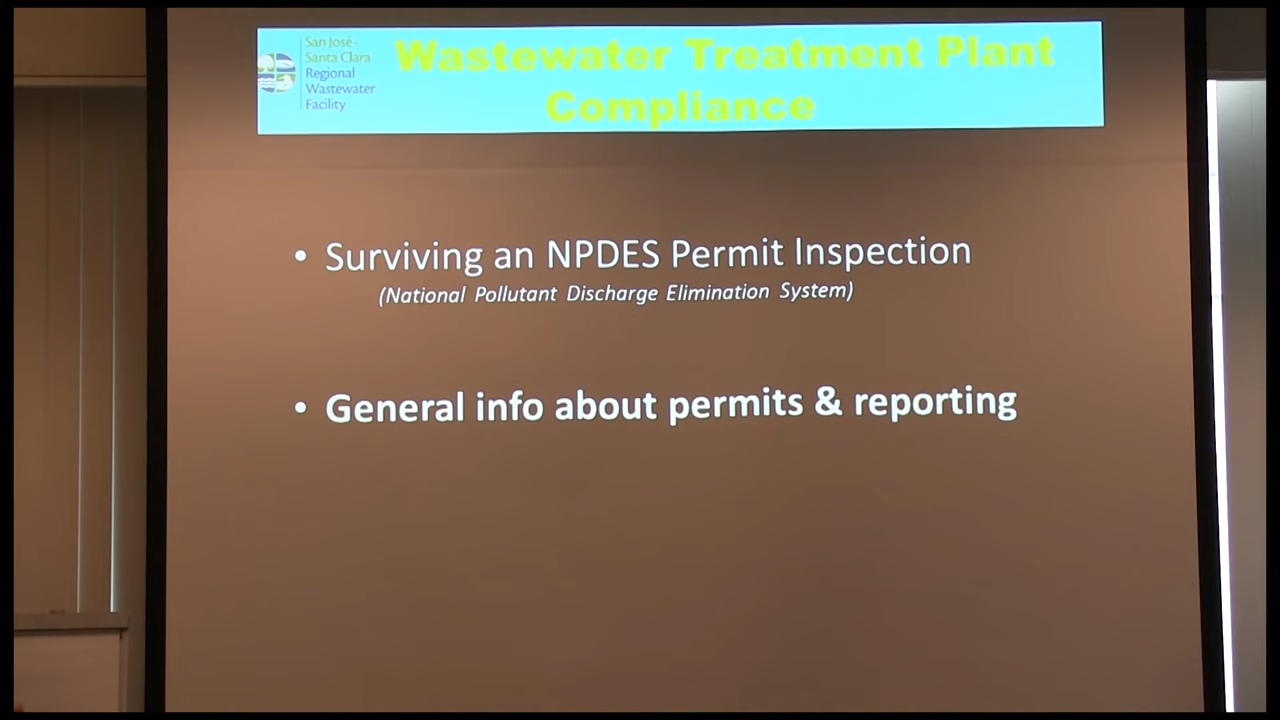 San José-
Santa Clara
Regional
Wastewater
Facility
Wastewater Treatment Plant
Compliance
• Surviving an NPDES Permit Inspection
(National Pollutant Discharge Elimination System)
• General info about permits & reporting